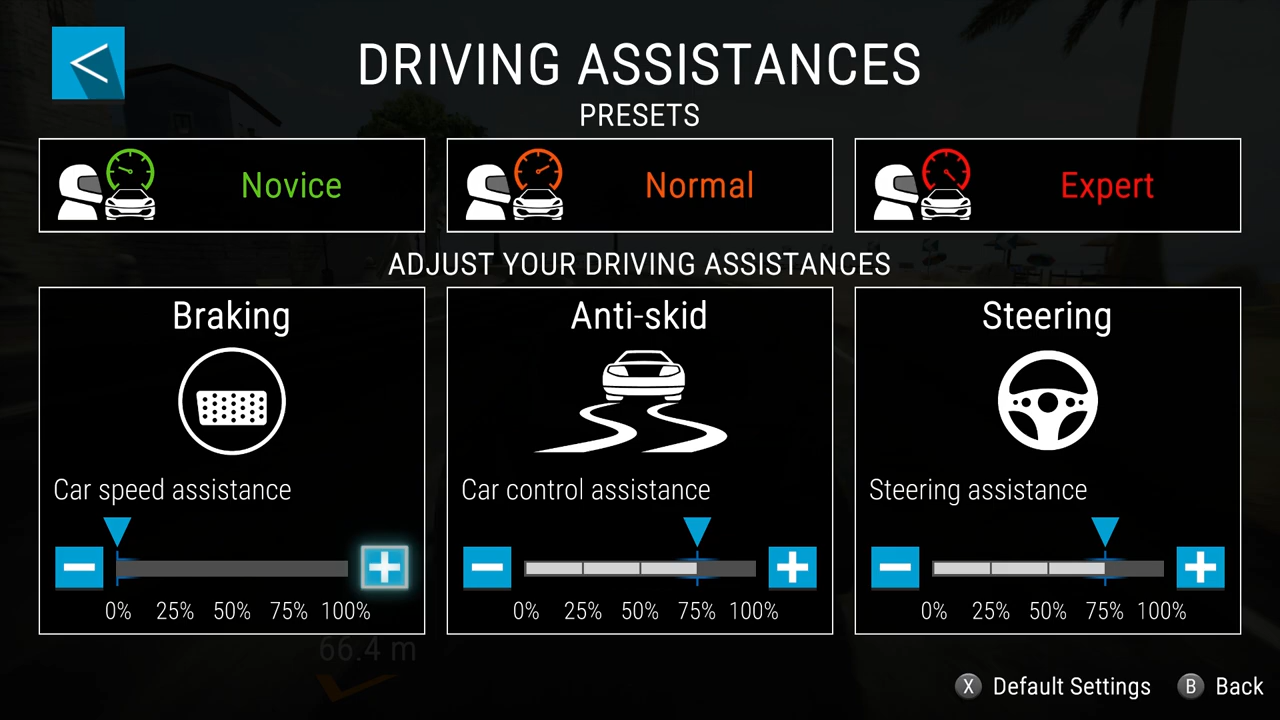 <
DRIVING ASSISTANCES
PRESETS
Novice
Normal
Expert
ADJUST YOUR DRIVING ASSISTANCES
Braking
Anti-skid
Steering
Car speed assistance
Car control assistance
Steering assistance
− +
− +
− +
0% 25% 50% 75% 100%
0% 25% 50% 75% 100%
0% 25% 50% 75% 100%
66.4 m
X Default Settings
B Back